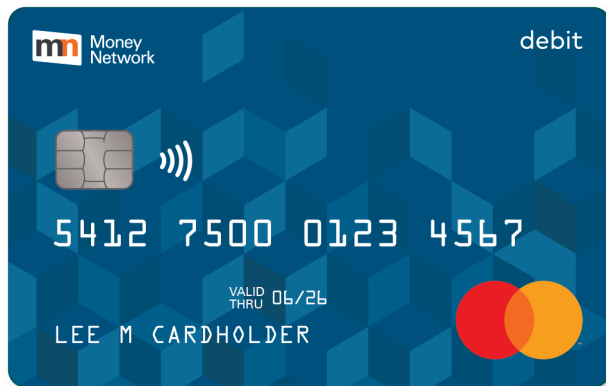 mn Money Network
debit
5412 7500 0123 4567
VALID THRU 06/26
LEE M CARDHOLDER